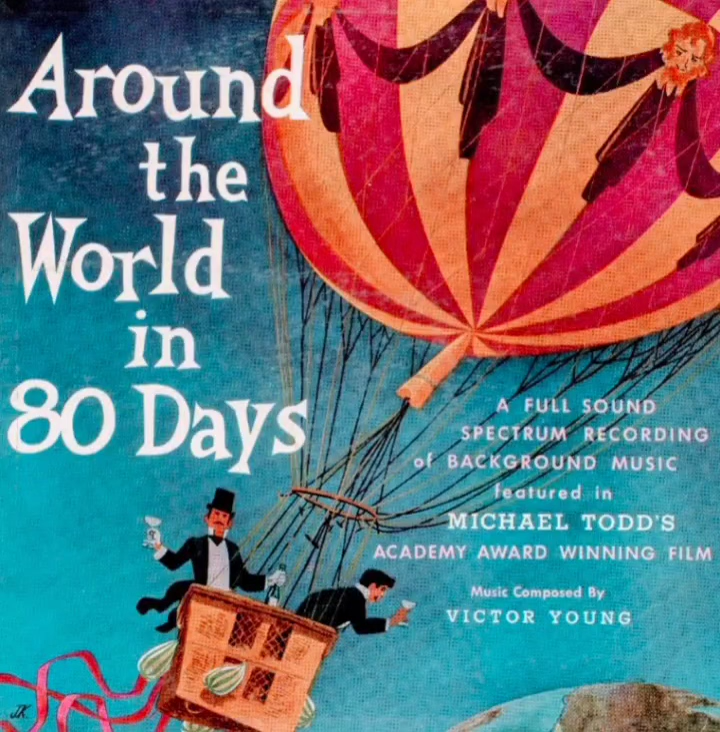 Around
the
World
in
80 Days
A FULL SOUND
SPECTRUM RECORDING
of BACKGROUND MUSIC
featured in
MICHAEL TODD'S
ACADEMY AWARD WINNING FILM
Music Composed By
VICTOR YOUNG
JK